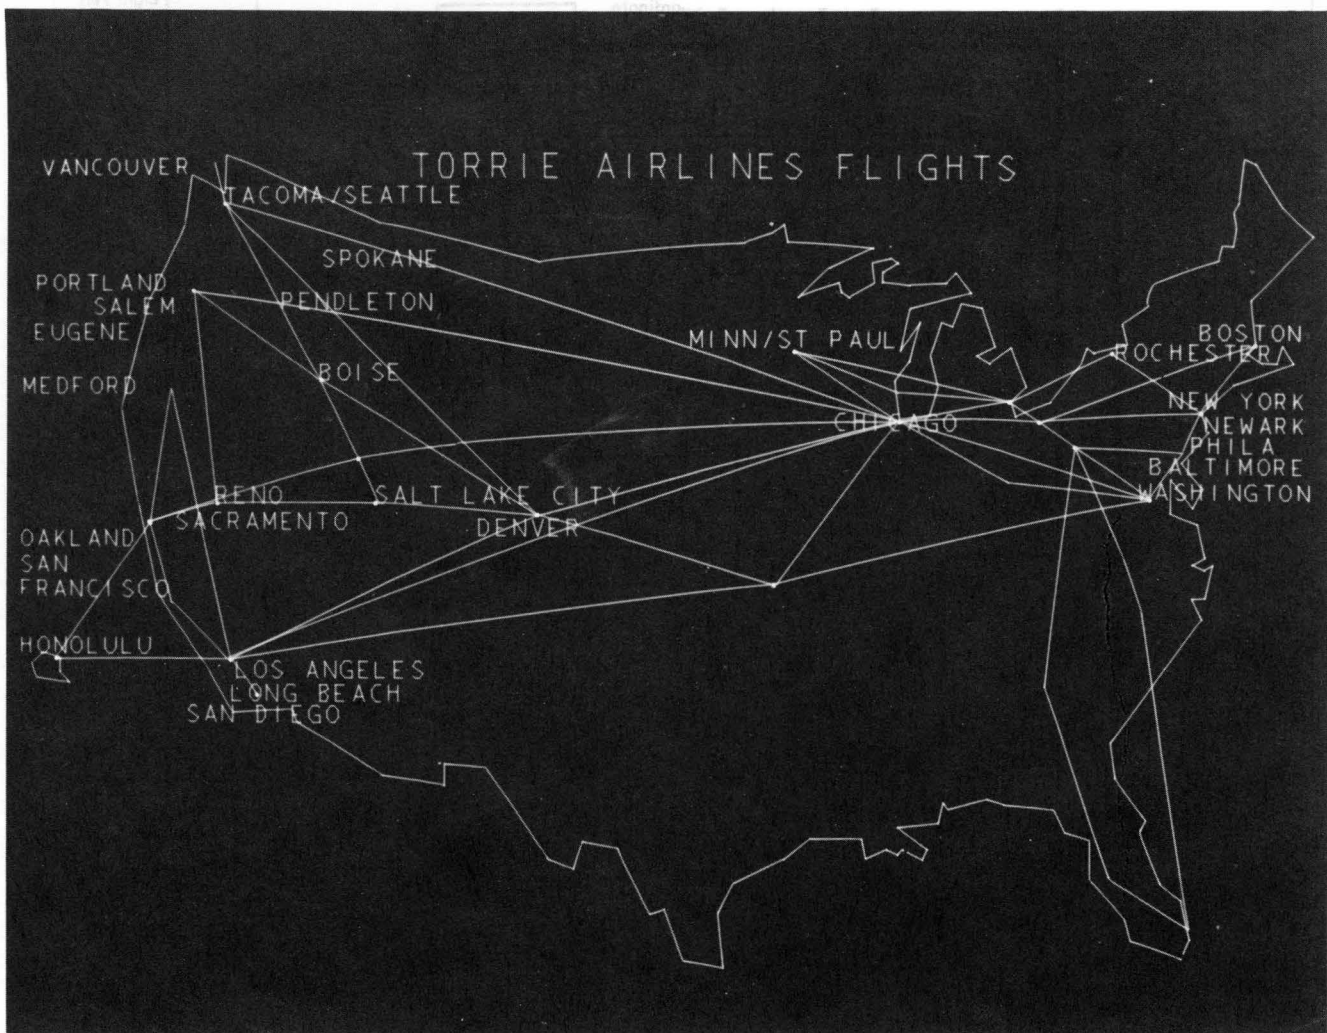 TORRIE AIRLINES FLIGHTS
VANCOUVER
TACOMA/SEATTLE
SPOKANE
PORTLAND
SALEM
PENDLETON
EUGENE
MINN/ST PAUL
BOSTON
ROCHESTER
BOISE
MEDFORD
NEW YORK
CHICAGO
NEWARK
PHILA
BALTIMORE
RENO
SALT LAKE CITY
WASHINGTON
SACRAMENTO
DENVER
OAKLAND
SAN
FRANCISCO
HONOLULU
LOS ANGELES
LONG BEACH
SAN DIEGO